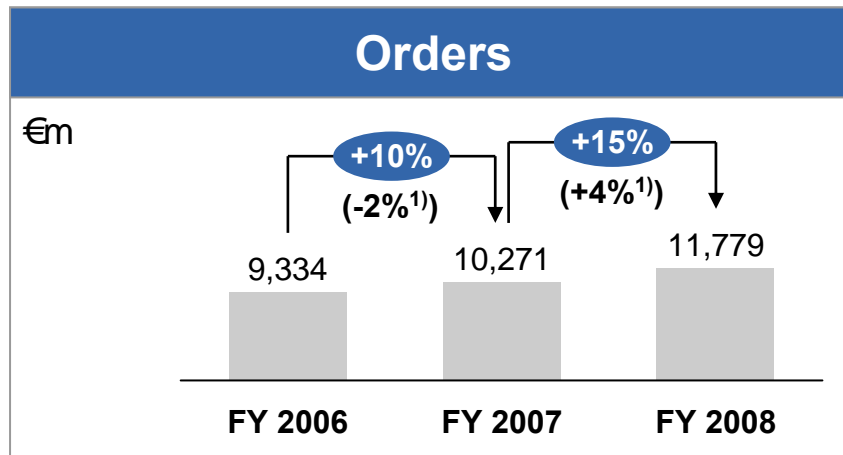 Orders
€m
+10%
(-2%1))
+15%
(+4%1))
9,334
10,271
11,779
FY 2006
FY 2007
FY 2008